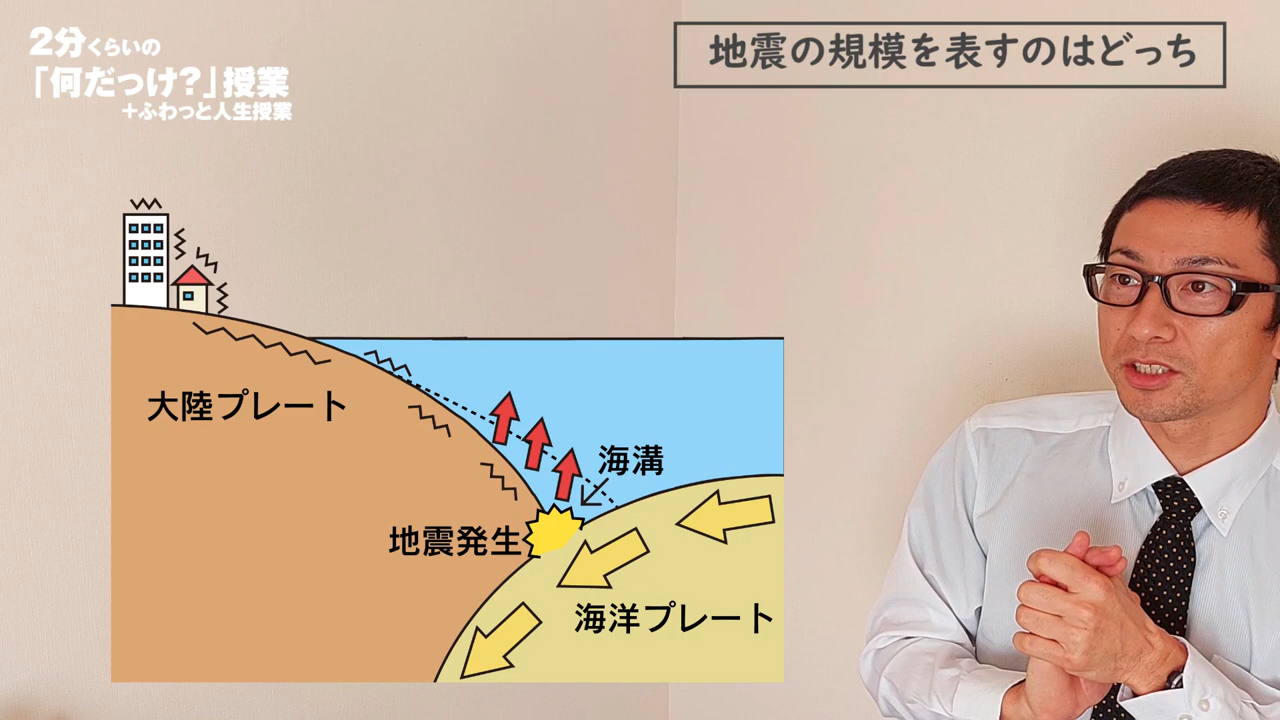 2分くらいの
「何だっけ?」授業
+ふわっと人生授業
地震の規模を表すのはどっち
大陸プレート
海溝
地震発生
海洋プレート